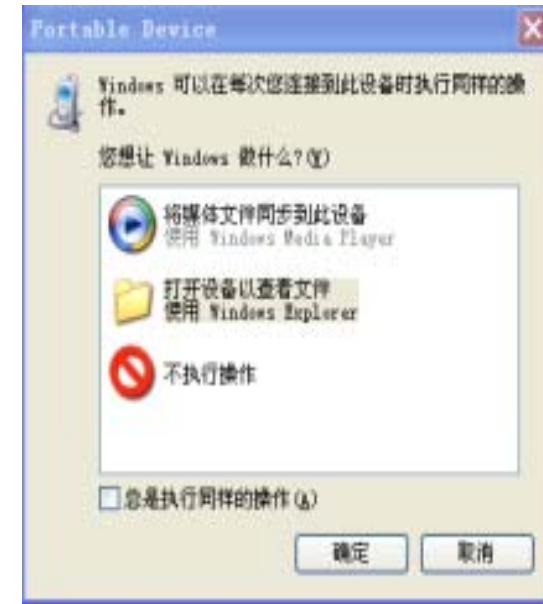 Portable Device
Windows 可以在每次您连接到此设备时执行同样的操
作。
您想让 Windows 做什么?(W)
将媒体文件同步到此设备
使用 Windows Media Player
打开设备以查看文件
使用 Windows Explorer
不执行操作
总是执行同样的操作(A)
确定
取消